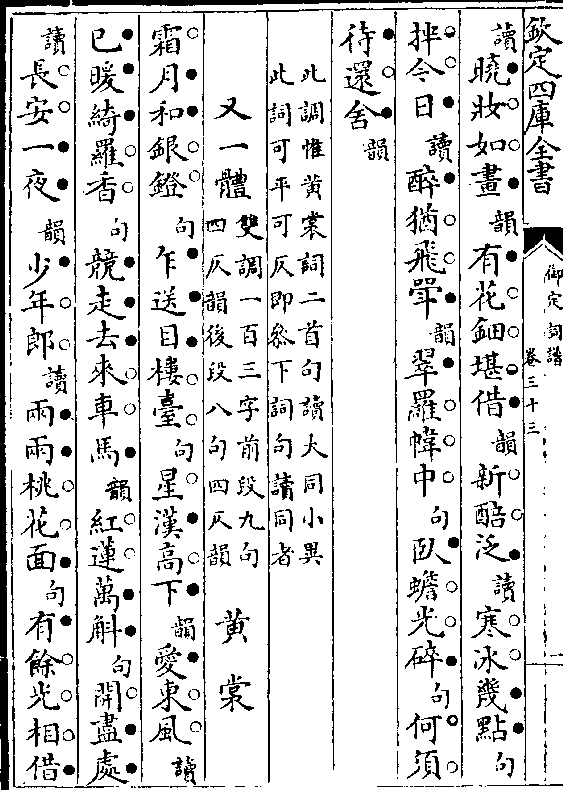 欽定四庫全書
御定詞譜
卷三十三
一
讀曉妝如畫韻有花鈿堪借韻新醅泛讀寒冰幾點句
拌今日讀醉猶飛斝韻翠羅幃中句臥蟾光碎句何須
待還舍韻
此調惟黄裳詞二首句讀大同小異
此詞可平可仄即叅下詞句讀同者
又一體
雙調一百三字前段九句
四仄韻後段八句四仄韻
黄裳
霜月和銀鐙句乍送目樓臺句星漢高下韻愛東風讀
已暖綺羅香句競走去來車馬韻紅蓮萬斛句開盡處
讀長安一夜韻少年郎讀兩兩桃花面句有餘光相借